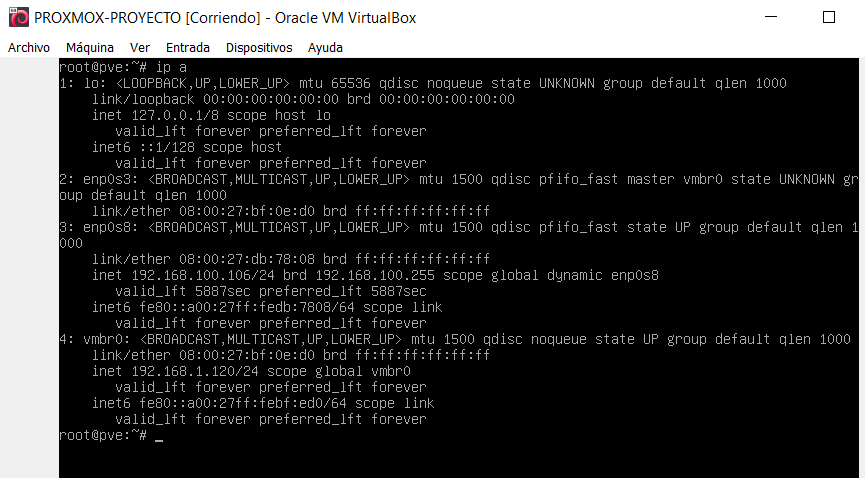 PROXMOX-PROYECTO [Corriendo] - Oracle VM VirtualBox
Archivo Máquina Ver Entrada Dispositivos Ayuda
root@pve:~# ip a
1: lo: <LOOPBACK,UP,LOWER_UP> mtu 65536 qdisc noqueue state UNKNOWN group default qlen 1000
    link/loopback 00:00:00:00:00:00 brd 00:00:00:00:00:00
    inet 127.0.0.1/8 scope host lo
       valid_lft forever preferred_lft forever
    inet6 ::1/128 scope host
       valid_lft forever preferred_lft forever
2: enp0s3: <BROADCAST,MULTICAST,UP,LOWER_UP> mtu 1500 qdisc pfifo_fast master vmbr0 state UNKNOWN gr
oup default qlen 1000
    link/ether 08:00:27:bf:0e:d0 brd ff:ff:ff:ff:ff:ff
3: enp0s8: <BROADCAST,MULTICAST,UP,LOWER_UP> mtu 1500 qdisc pfifo_fast state UP group default qlen 1
000
    link/ether 08:00:27:db:78:08 brd ff:ff:ff:ff:ff:ff
    inet 192.168.100.106/24 brd 192.168.100.255 scope global dynamic enp0s8
       valid_lft 5887sec preferred_lft 5887sec
    inet6 fe80::a00:27ff:fedb:7808/64 scope link
       valid_lft forever preferred_lft forever
4: vmbr0: <BROADCAST,MULTICAST,UP,LOWER_UP> mtu 1500 qdisc noqueue state UP group default qlen 1000
    link/ether 08:00:27:bf:0e:d0 brd ff:ff:ff:ff:ff:ff
    inet 192.168.1.120/24 scope global vmbr0
       valid_lft forever preferred_lft forever
    inet6 fe80::a00:27ff:febf:ed0/64 scope link
       valid_lft forever preferred_lft forever
root@pve:~# _